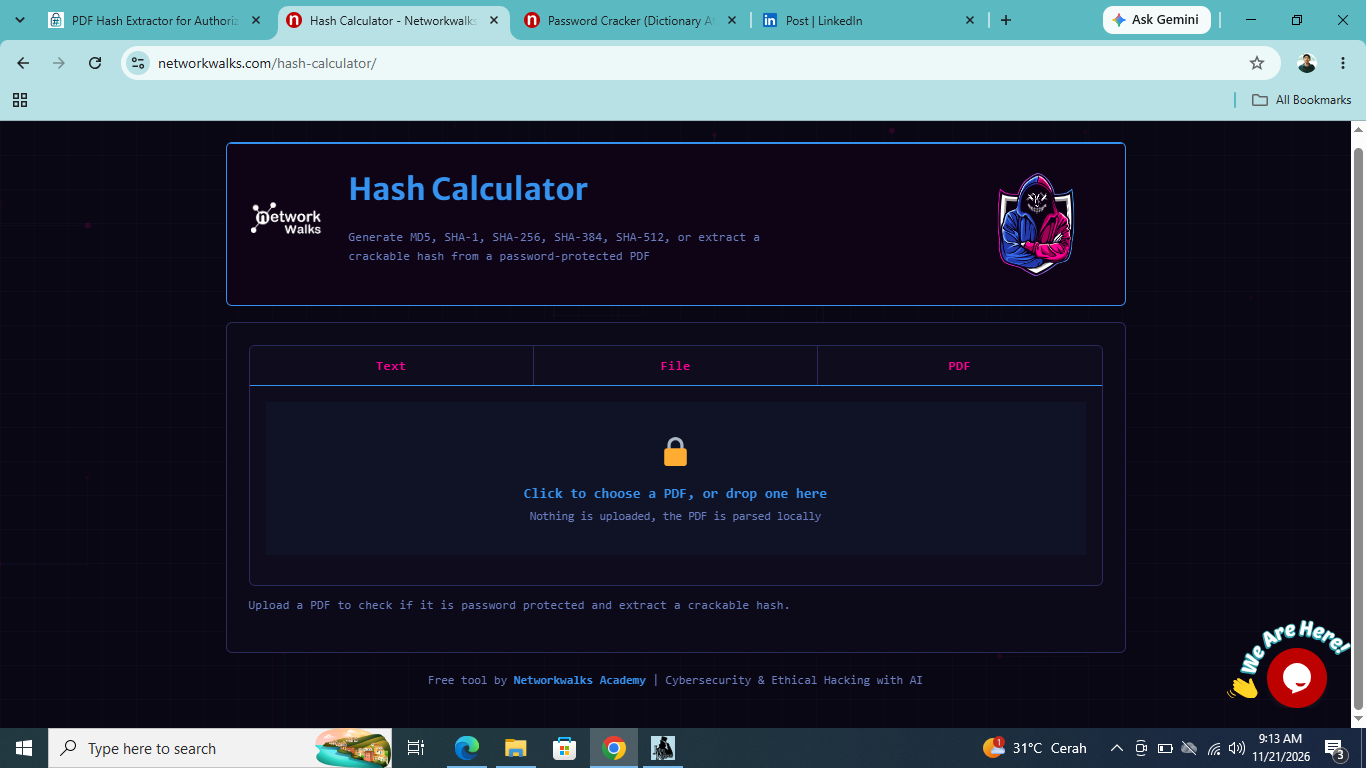 PDF Hash Extractor for Authoriz
Hash Calculator - Networkwalks
Password Cracker (Dictionary At
Post | LinkedIn
Ask Gemini
networkwalks.com/hash-calculator/
All Bookmarks
network
Walks
Hash Calculator
Generate MD5, SHA-1, SHA-256, SHA-384, SHA-512, or extract a
crackable hash from a password-protected PDF
Text
File
PDF
Click to choose a PDF, or drop one here
Nothing is uploaded, the PDF is parsed locally
Upload a PDF to check if it is password protected and extract a crackable hash.
We Are Here!
Free tool by Networkwalks Academy | Cybersecurity & Ethical Hacking with AI
Type here to search
1
31°C Cerah
9:13 AM
11/21/2026
3